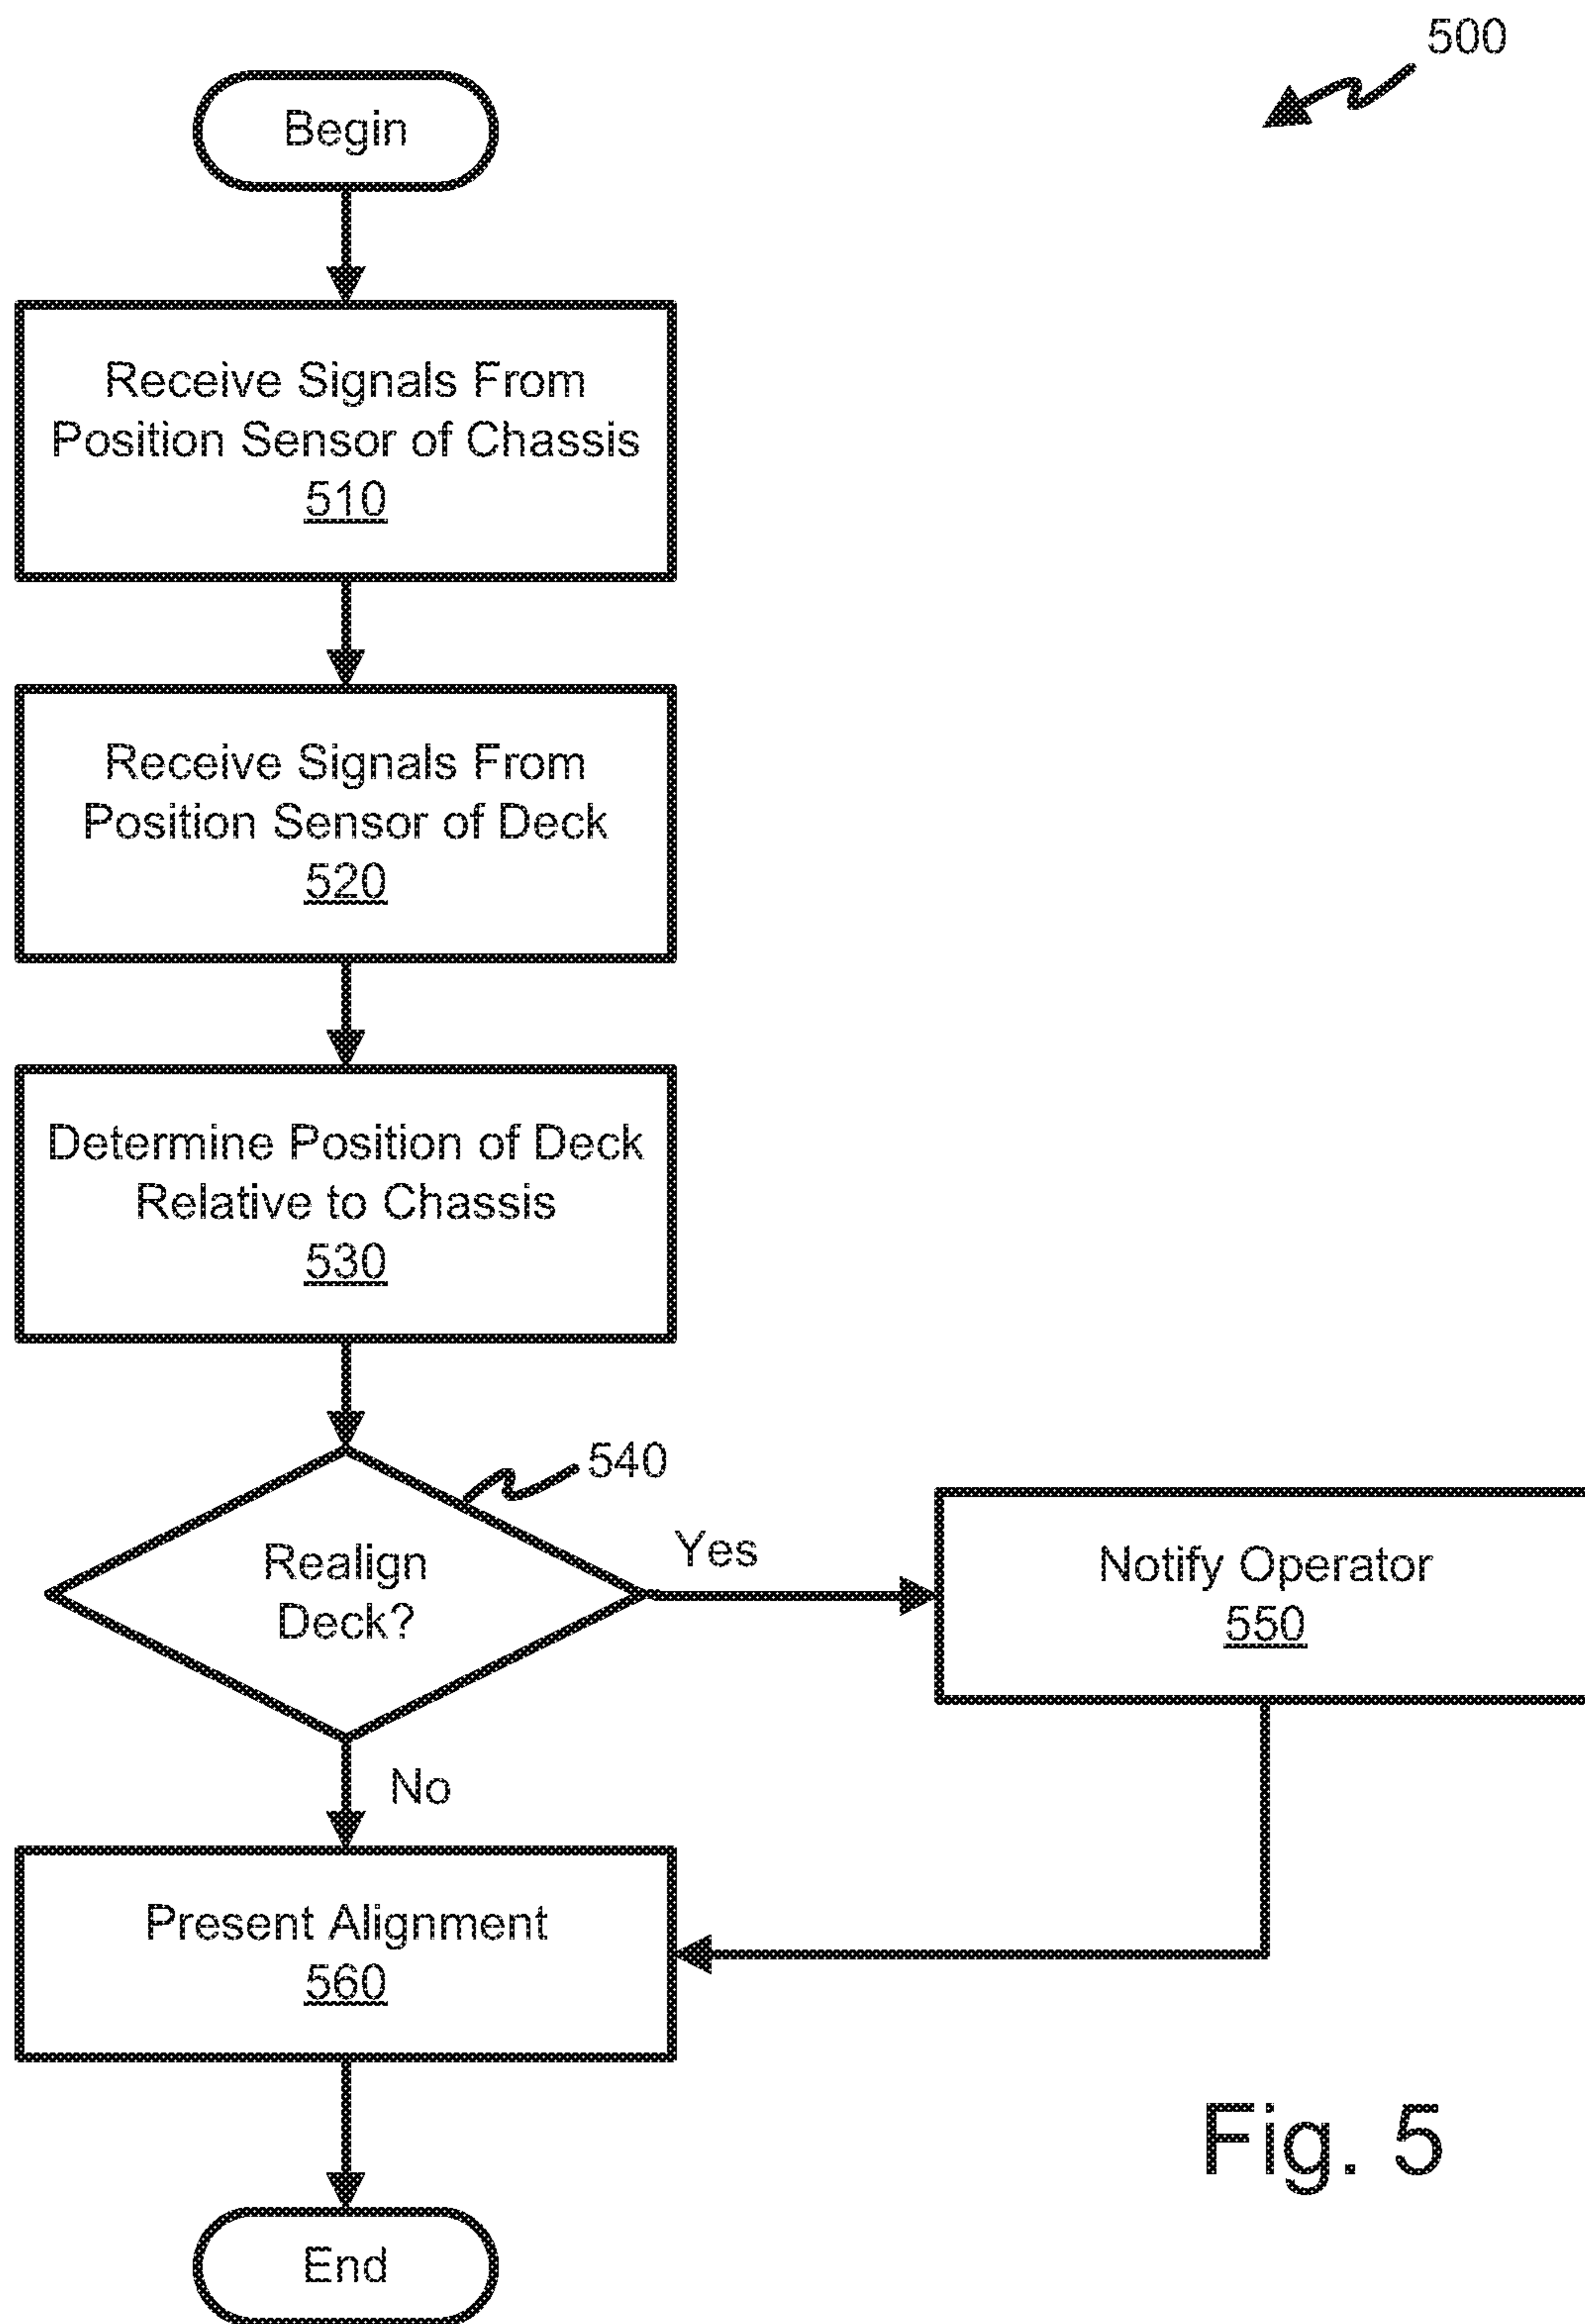 500
Begin
Receive Signals From
Position Sensor of Chassis
510
Receive Signals From
Position Sensor of Deck
520
Determine Position of Deck
Relative to Chassis
530
540
Realign
Deck?
Yes
Notify Operator
550
No
Present Alignment
560
End
Fig. 5